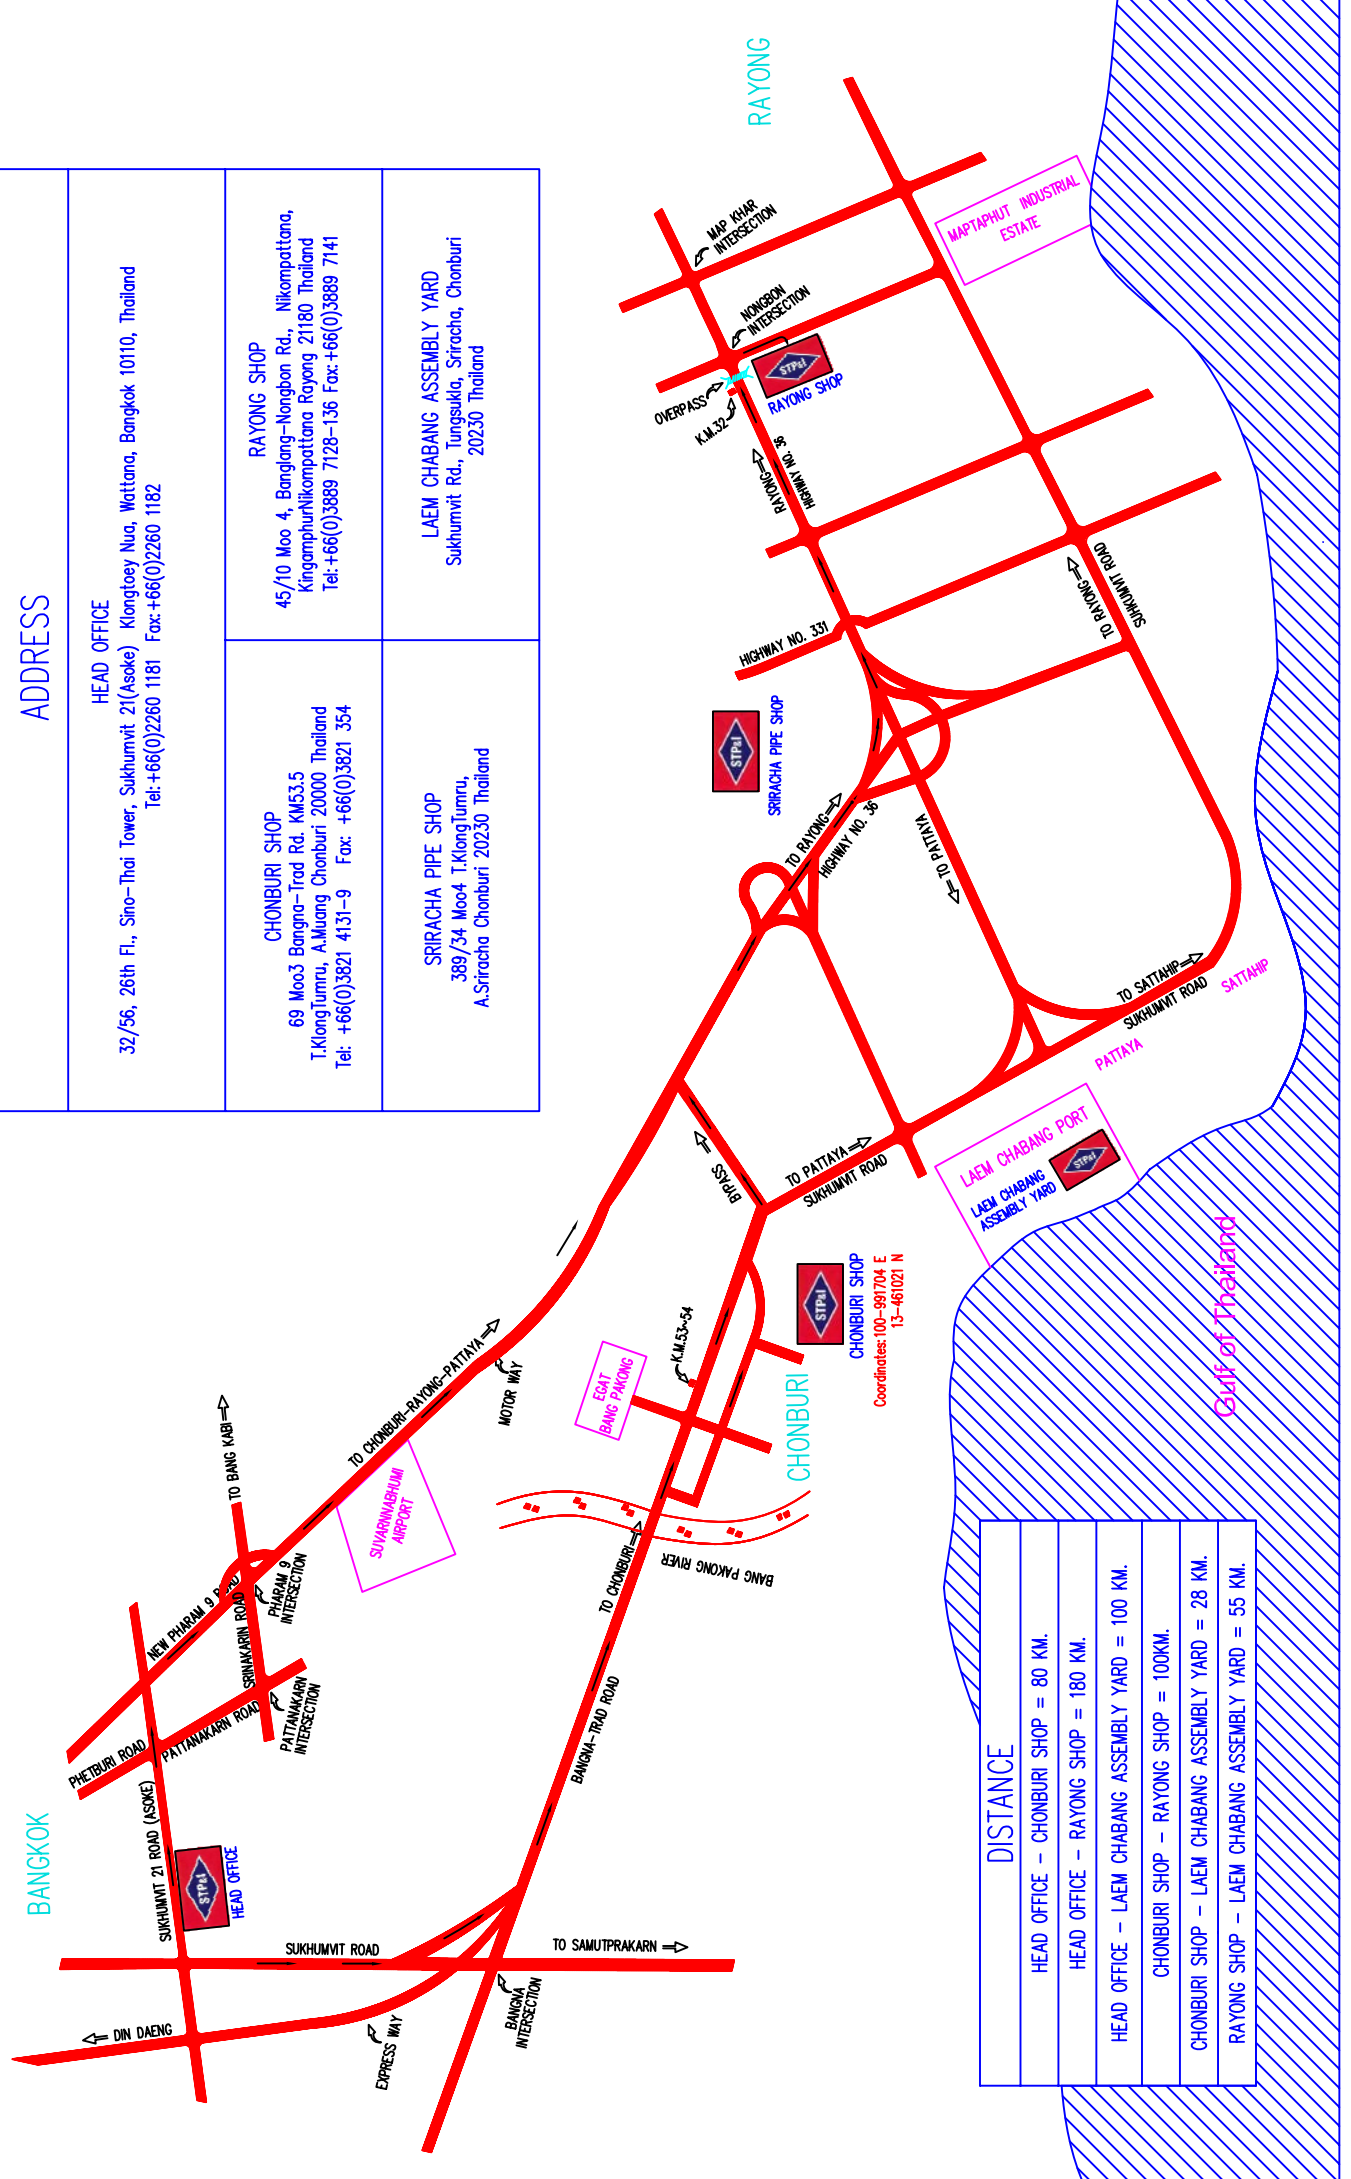 ADDRESS
HEAD OFFICE
32/56, 26th Fl., Sino-Thai Tower, Sukhumvit 21(Asoke) Klongtoey Nua, Wattana, Bangkok 10110, Thailand
Tel:+66(0)2260 1181 Fax:+66(0)2260 1182
CHONBURI SHOP
69 Moo3 Bangna-Trad Rd. KM53.5
T.KlongTumru, A.Muang Chonburi 20000 Thailand
Tel: +66(0)3821 4131-9 Fax: +66(0)3821 354
RAYONG SHOP
45/10 Moo 4, Banglang-Nongbon Rd., Nikompattana,
KingamphurNikompattana Rayong 21180 Thailand
Tel:+66(0)3889 7128-136 Fax:+66(0)3889 7141
SRIRACHA PIPE SHOP
389/34 Moo4 T.KlongTumru,
A.Sriracha Chonburi 20230 Thailand
LAEM CHABANG ASSEMBLY YARD
Sukhumvit Rd., Tungsukla, Sriracha, Chonburi
20230 Thailand
BANGKOK
RAYONG
CHONBURI
DIN DAENG
SUKHUMVIT 21 ROAD (ASOKE)
PHETBURI ROAD
PATTANAKARN ROAD
NEW PHARAM 9 ROAD
SRINAKARIN ROAD
TO BANG KABI
PHARAM 9
INTERSECTION
PATTANAKARN
INTERSECTION
STP&I
HEAD OFFICE
SUKHUMVIT ROAD
TO SAMUTPRAKARN
EXPRESS WAY
BANGNA
INTERSECTION
BANGNA-TRAD ROAD
TO CHONBURI
BANG PAKONG RIVER
SUVARNNABHUMI
AIRPORT
TO CHONBURI-RAYONG-PATTAYA
MOTOR WAY
EGAT
BANG PAKONG
K.M.53~54
STP&I
CHONBURI SHOP
Coordinates:100-991704 E
13-461021 N
BYPASS
TO PATTAYA
SUKHUMVIT ROAD
LAEM CHABANG PORT
LAEM CHABANG
ASSEMBLY YARD
STP&I
PATTAYA
TO SATTAHIP
SUKHUMVIT ROAD
SATTAHIP
TO RAYONG
HIGHWAY NO. 36
TO PATTAYA
STP&I
SRIRACHA PIPE SHOP
HIGHWAY NO. 331
RAYONG
HIGHWAY NO. 36
TO RAYONG
SUHKUMVIT ROAD
OVERPASS
K.M.32
STP&I
RAYONG SHOP
NONGBON
INTERSECTION
MAP KHAR
INTERSECTION
MAPTAPHUT INDUSTRIAL
ESTATE
Gulf of Thailand
DISTANCE
HEAD OFFICE - CHONBURI SHOP = 80 KM.
HEAD OFFICE - RAYONG SHOP = 180 KM.
HEAD OFFICE - LAEM CHABANG ASSEMBLY YARD = 100 KM.
CHONBURI SHOP - RAYONG SHOP = 100KM.
CHONBURI SHOP - LAEM CHABANG ASSEMBLY YARD = 28 KM.
RAYONG SHOP - LAEM CHABANG ASSEMBLY YARD = 55 KM.